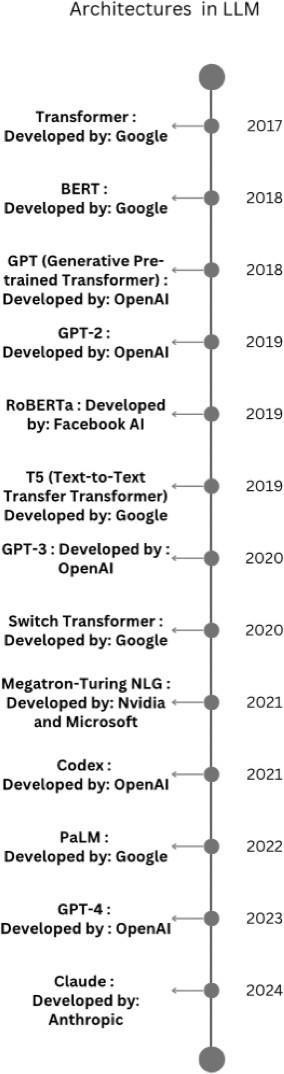 Architectures in LLM
Transformer :
Developed by: Google
2017
BERT :
Developed by: Google
2018
GPT (Generative Pre-
trained Transformer) :
Developed by: OpenAI
2018
GPT-2 :
Developed by: OpenAI
2019
RoBERTa : Developed
by: Facebook AI
2019
T5 (Text-to-Text
Transfer Transformer)
Developed by: Google
2019
GPT-3 : Developed by :
OpenAI
2020
Switch Transformer :
Developed by: Google
2020
Megatron-Turing NLG :
Developed by: Nvidia
and Microsoft
2021
Codex :
Developed by: OpenAI
2021
PaLM :
Developed by: Google
2022
GPT-4 :
Developed by : OpenAI
2023
Claude :
Developed by:
Anthropic
2024